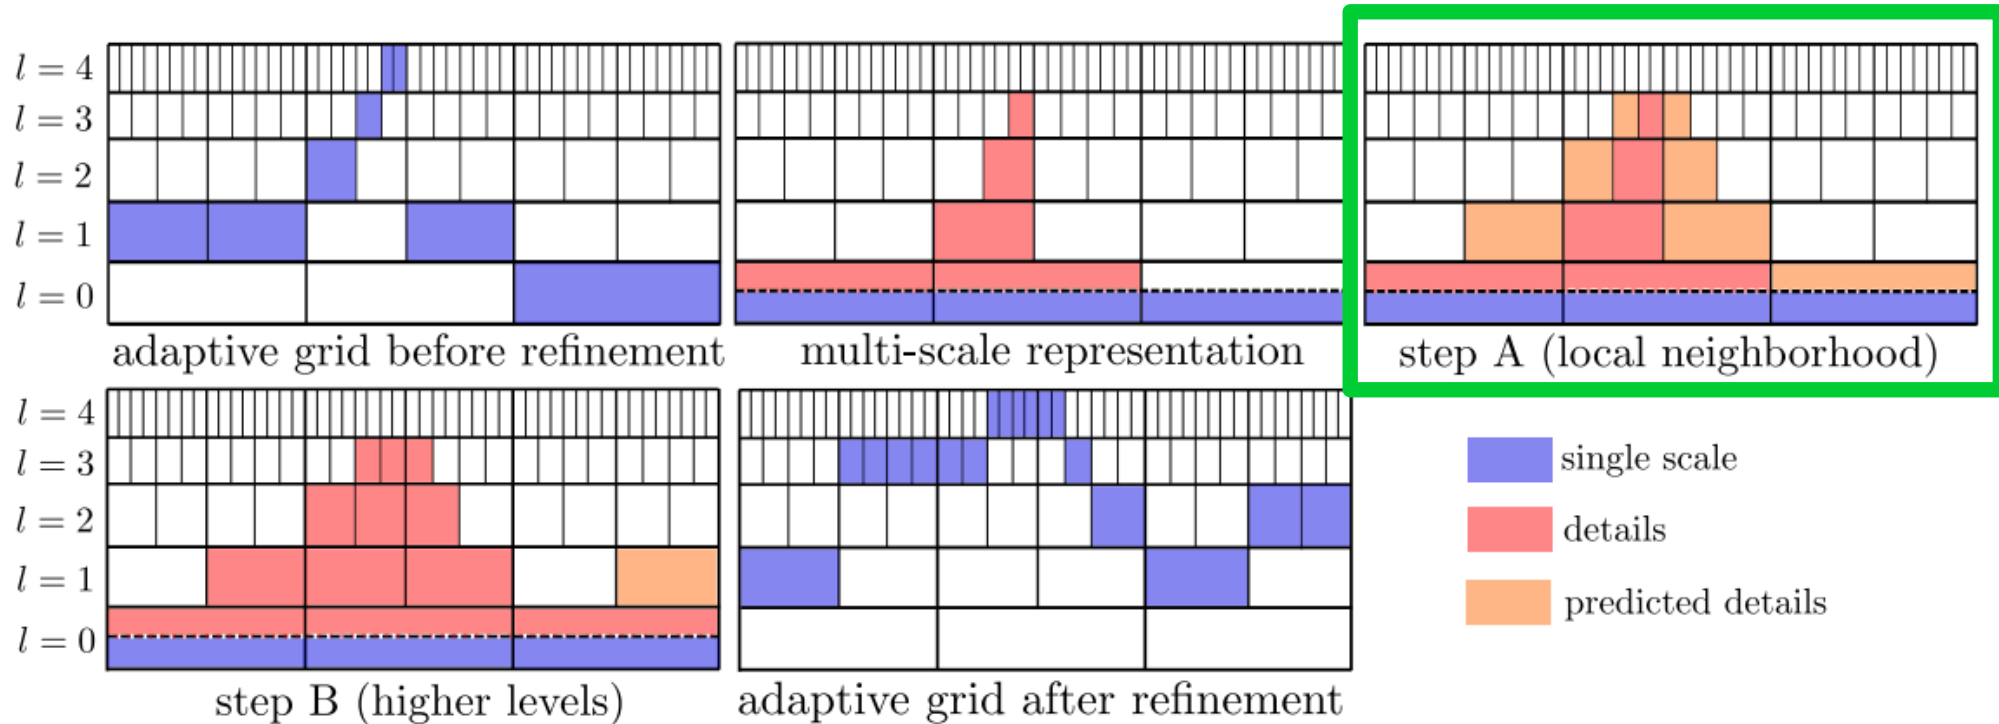 l = 4
l = 3
l = 2
l = 1
l = 0
adaptive grid before refinement
multi-scale representation
step A (local neighborhood)
l = 4
l = 3
l = 2
l = 1
l = 0
step B (higher levels)
adaptive grid after refinement
single scale
details
predicted details